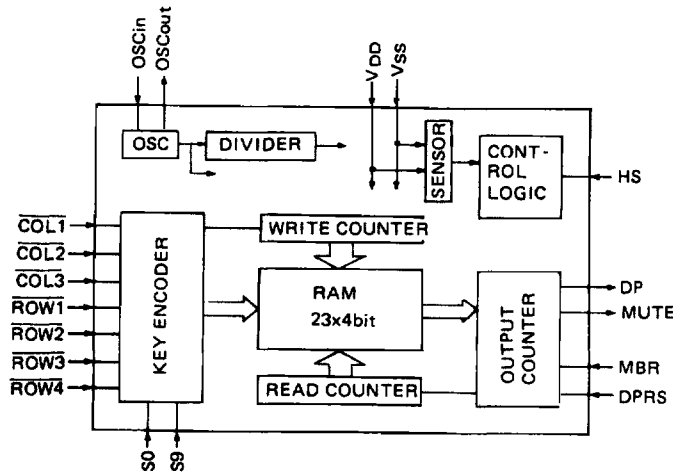 OSCin
OSCout
VDD
VSS
OSC
DIVIDER
SENSOR
CONT-
ROL
LOGIC
HS
COL1
COL2
COL3
ROW1
ROW2
ROW3
ROW4
KEY ENCODER
WRITE COUNTER
RAM
23x4bit
READ COUNTER
OUTPUT
COUNTER
DP
MUTE
MBR
DPRS
S0
S9